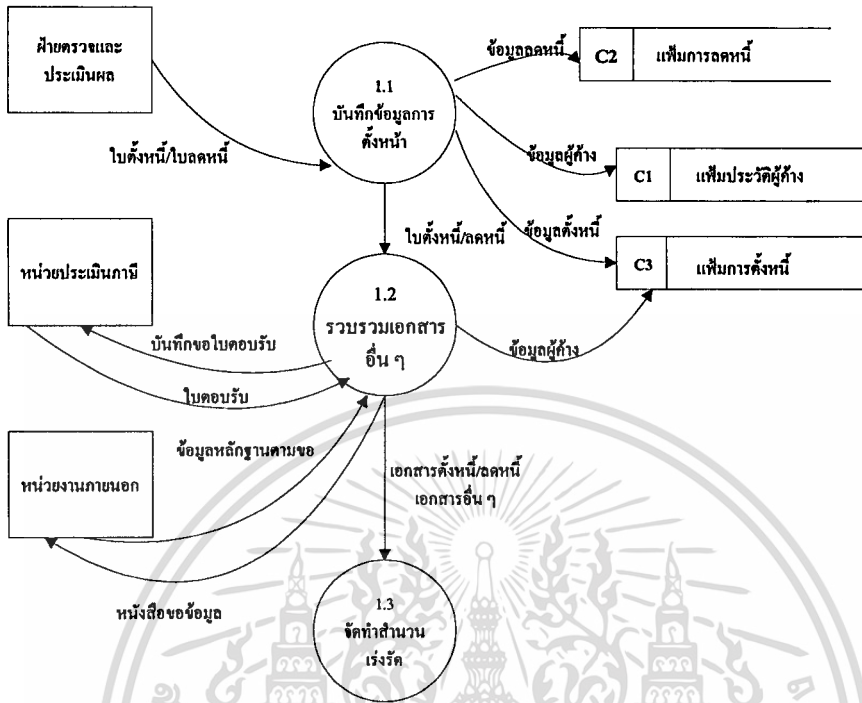 ฝ่ายตรวจและ
ประเมินผล
1.1
บันทึกข้อมูลการ
ตั้งหน้า
ข้อมูลลดหนี้
C2 แฟ้มการลดหนี้
ใบตั้งหนี้/ใบลดหนี้
ข้อมูลผู้ค้าง
C1 แฟ้มประวัติผู้ค้าง
ใบตั้งหนี้/ลดหนี้
ข้อมูลตั้งหนี้
C3 แฟ้มการตั้งหนี้
หน่วยประเมินภาษี
1.2
รวบรวมเอกสาร
อื่น ๆ
บันทึกขอใบตอบรับ
ข้อมูลผู้ค้าง
ใบตอบรับ
ข้อมูลหลักฐานตามขอ
หน่วยงานภายนอก
เอกสารตั้งหนี้/ลดหนี้
เอกสารอื่น ๆ
หนังสือขอข้อมูล
1.3
จัดทำสำนวน
เร่งรัด